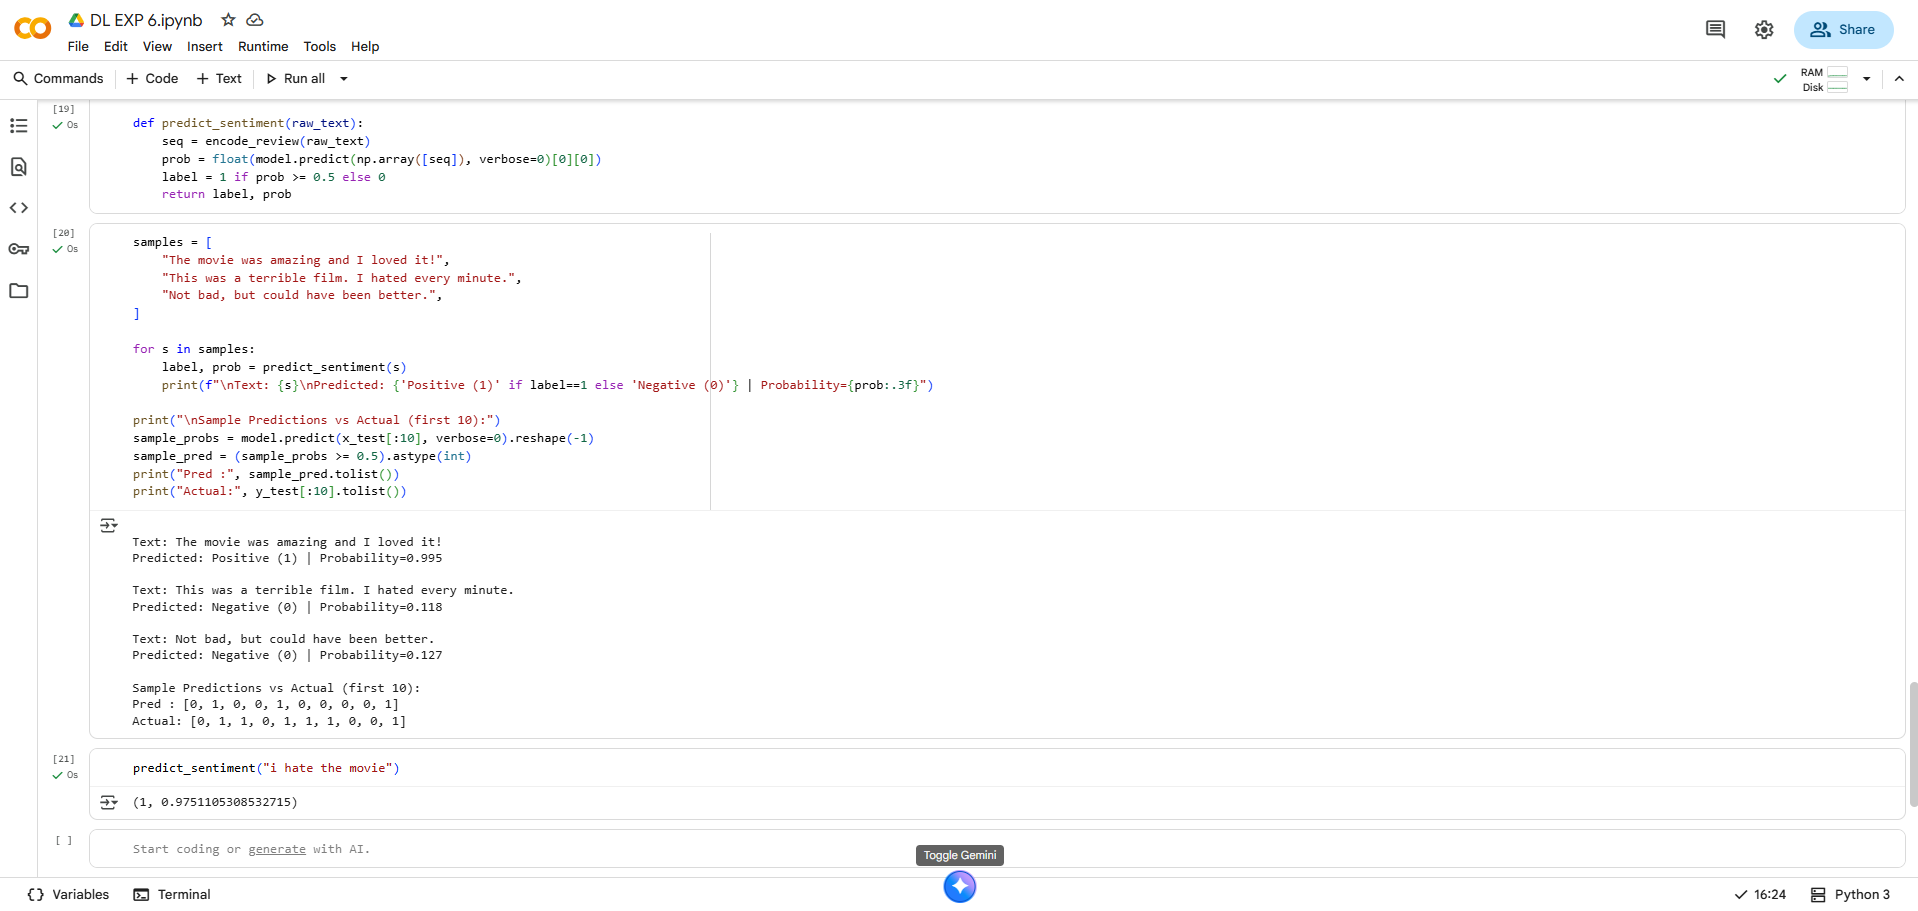 DL EXP 6.ipynb
File Edit View Insert Runtime Tools Help
Share
Commands + Code + Text Run all
RAM
Disk
[19]
0s
def predict_sentiment(raw_text):
    seq = encode_review(raw_text)
    prob = float(model.predict(np.array([seq]), verbose=0)[0][0])
    label = 1 if prob >= 0.5 else 0
    return label, prob
[20]
0s
samples = [
    "The movie was amazing and I loved it!",
    "This was a terrible film. I hated every minute.",
    "Not bad, but could have been better.",
]
for s in samples:
    label, prob = predict_sentiment(s)
    print(f"\nText: {s}\nPredicted: {'Positive (1)' if label==1 else 'Negative (0)'} | Probability={prob:.3f}")
print("\nSample Predictions vs Actual (first 10):")
sample_probs = model.predict(x_test[:10], verbose=0).reshape(-1)
sample_pred = (sample_probs >= 0.5).astype(int)
print("Pred :", sample_pred.tolist())
print("Actual:", y_test[:10].tolist())
Text: The movie was amazing and I loved it!
Predicted: Positive (1) | Probability=0.995
Text: This was a terrible film. I hated every minute.
Predicted: Negative (0) | Probability=0.118
Text: Not bad, but could have been better.
Predicted: Negative (0) | Probability=0.127
Sample Predictions vs Actual (first 10):
Pred : [0, 1, 0, 0, 1, 0, 0, 0, 0, 1]
Actual: [0, 1, 1, 0, 1, 1, 1, 0, 0, 1]
[21]
0s
predict_sentiment("i hate the movie")
(1, 0.9751105308532715)
[ ]
Start coding or generate with AI.
Toggle Gemini
Variables Terminal
16:24 Python 3